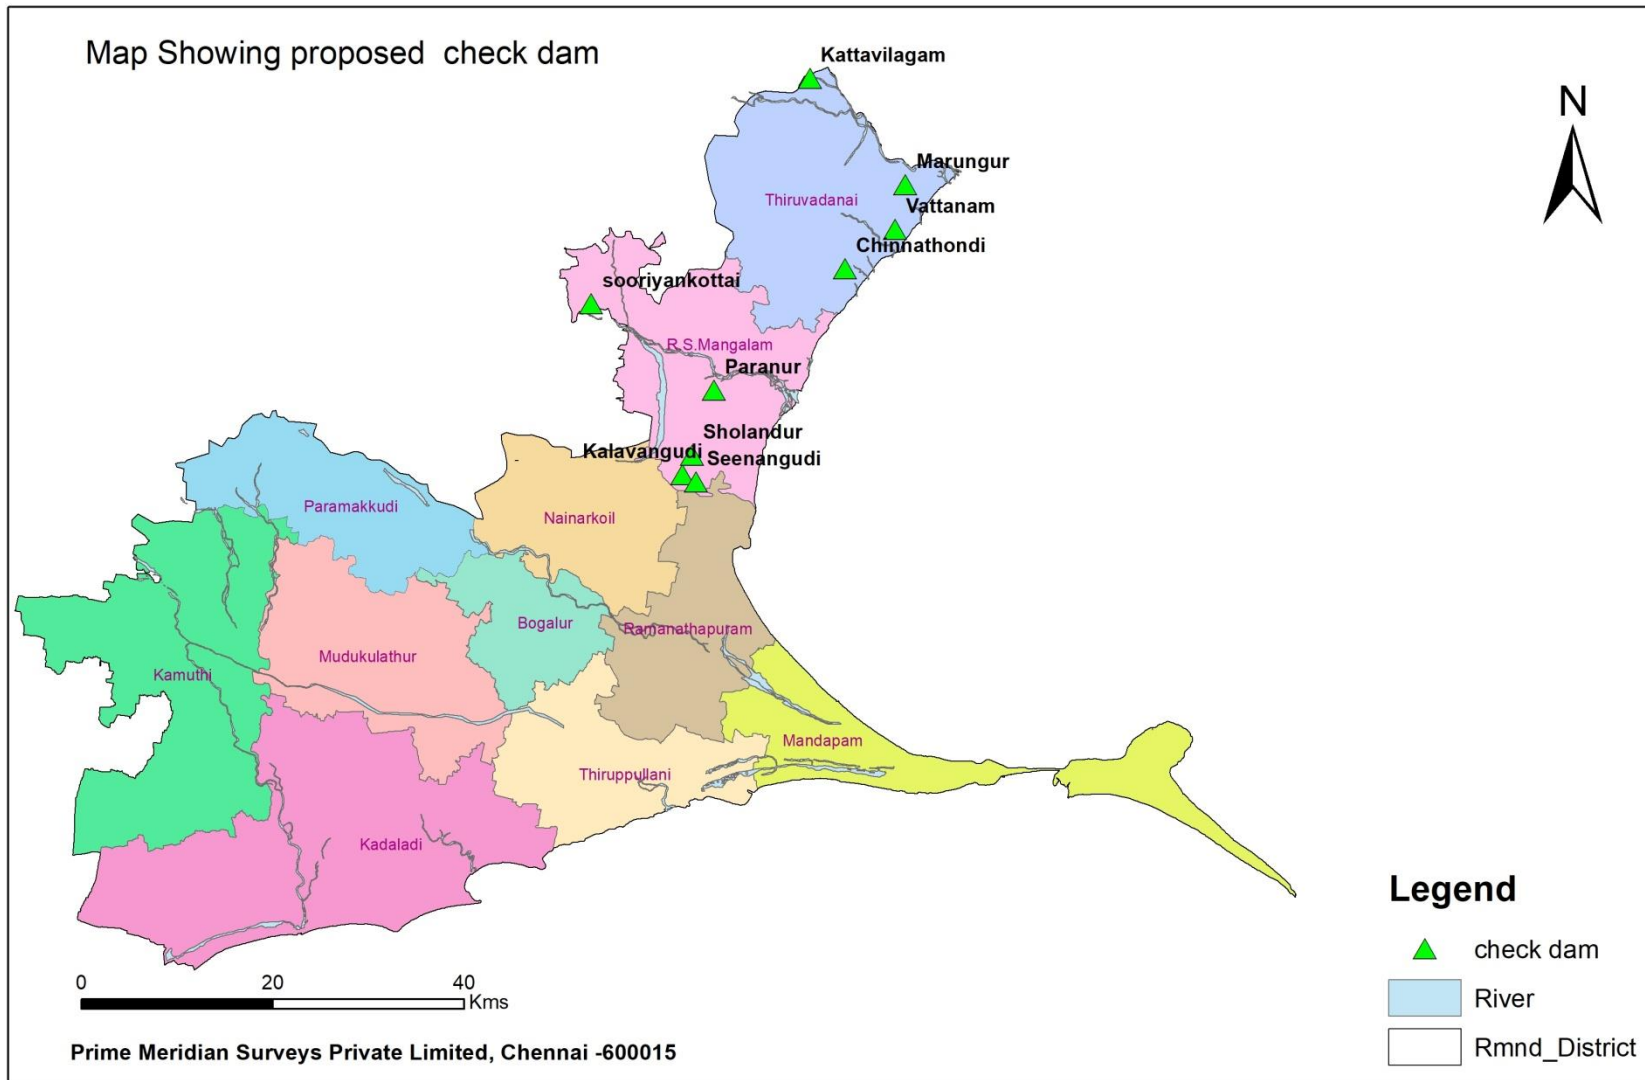 Map Showing proposed  check dam
Kattavilagam
N
Marungur
Thiruvadanai
Vattanam
Chinnathondi
sooriyankottai
R.S.Mangalam
Paranur
Sholandur
Kalavangudi
Seenangudi
Paramakkudi
Nainarkoil
Bogalur
Ramanathapuram
Mudukulathur
Kamuthi
Mandapam
Thiruppullani
Kadaladi
Legend
check dam
River
Rmnd_District
0 20 40
Kms
Prime Meridian Surveys Private Limited, Chennai -600015